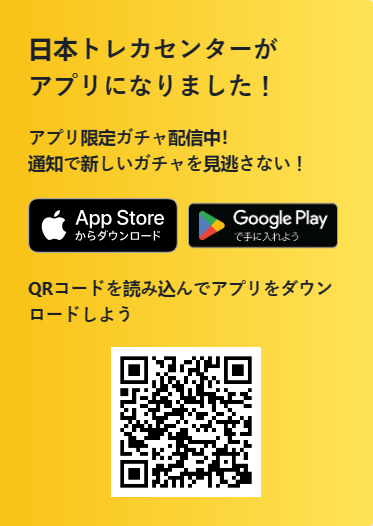 日本トレカセンターが
アプリになりました！
アプリ限定ガチャ配信中!
通知で新しいガチャを見逃さない！
App Store
からダウンロード
Google Play
で手に入れよう
QRコードを読み込んでアプリをダウン
ロードしよう